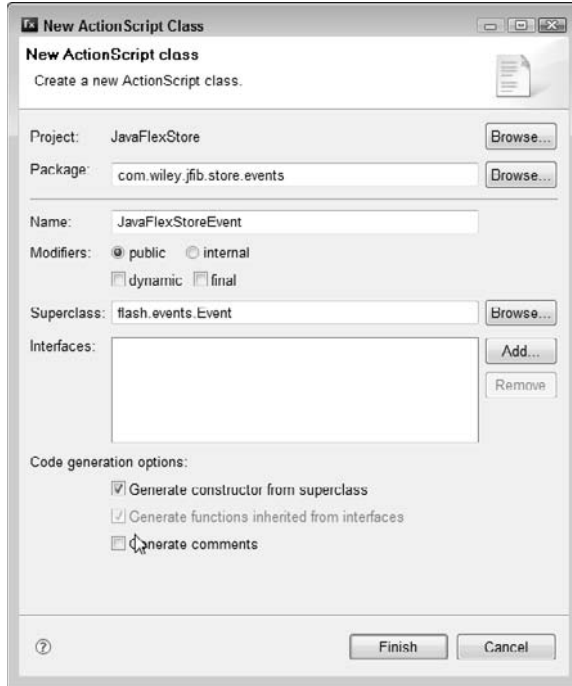 Fx New ActionScript Class
New ActionScript class
Create a new ActionScript class.
Project: JavaFlexStore Browse...
Package: com.wiley.jfib.store.events Browse...
Name: JavaFlexStoreEvent
Modifiers: public internal
dynamic final
Superclass: flash.events.Event Browse...
Interfaces: Add...
Remove
Code generation options:
Generate constructor from superclass
Generate functions inherited from interfaces
Generate comments
? Finish Cancel